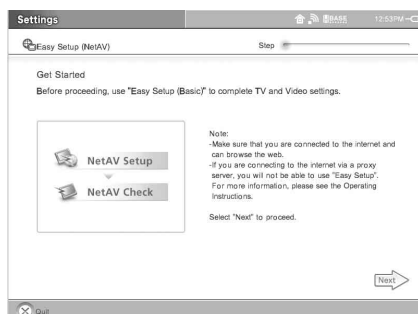 Settings
BASE
12:53PM
Easy Setup (NetAV)
Step
Get Started
Before proceeding, use "Easy Setup (Basic)" to complete TV and Video settings.
NetAV Setup
NetAV Check
Note:
-Make sure that you are connected to the internet and
can browse the web.
-If you are connecting to the internet via a proxy
server, you will not be able to use "Easy Setup".
For more information, please see the Operating
Instructions.
Select "Next" to proceed.
Next
Quit